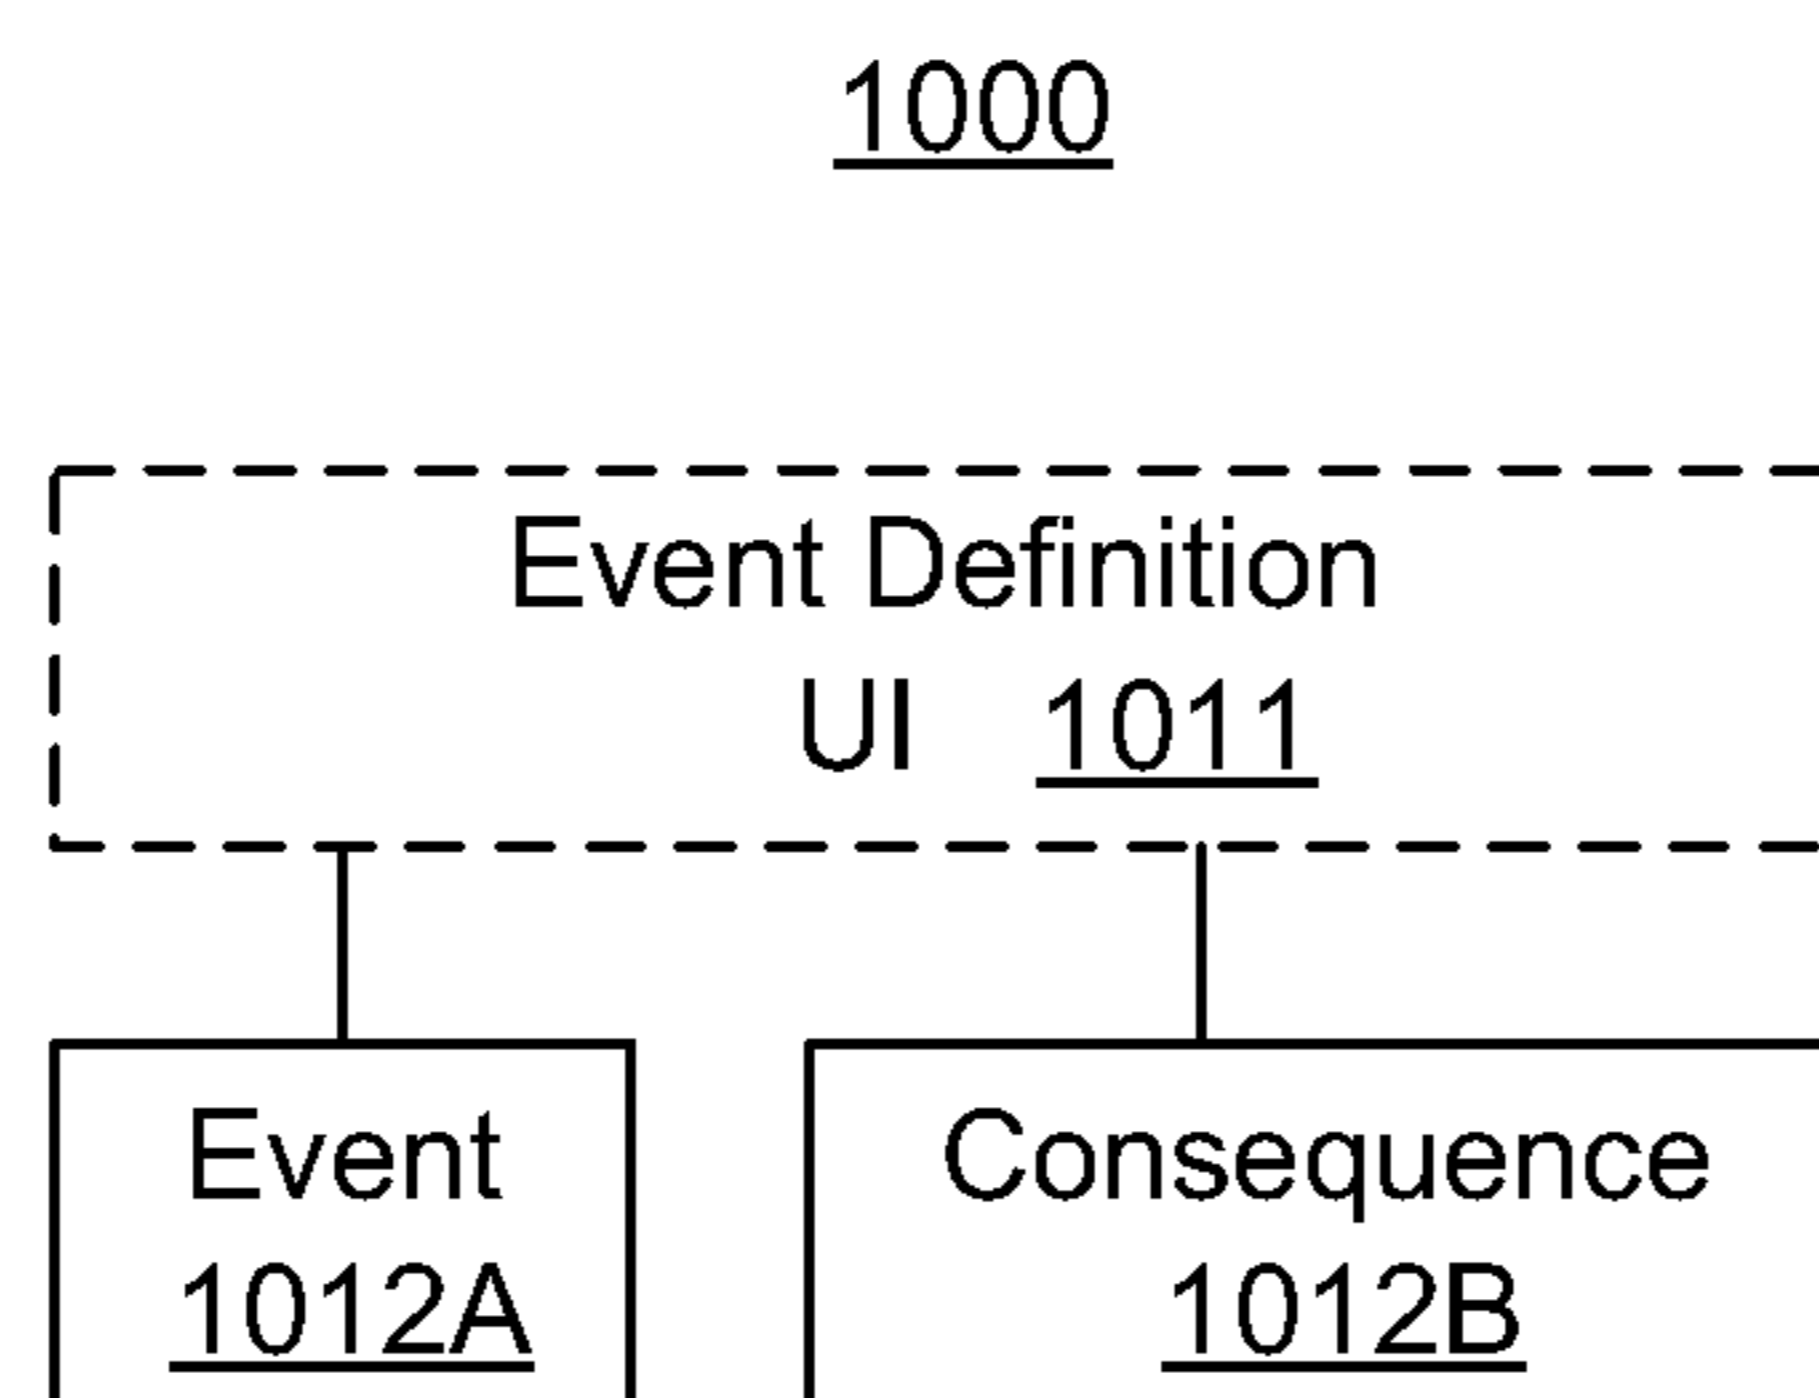 1000
Event Definition
UI 1011
Event
1012A
Consequence
1012B